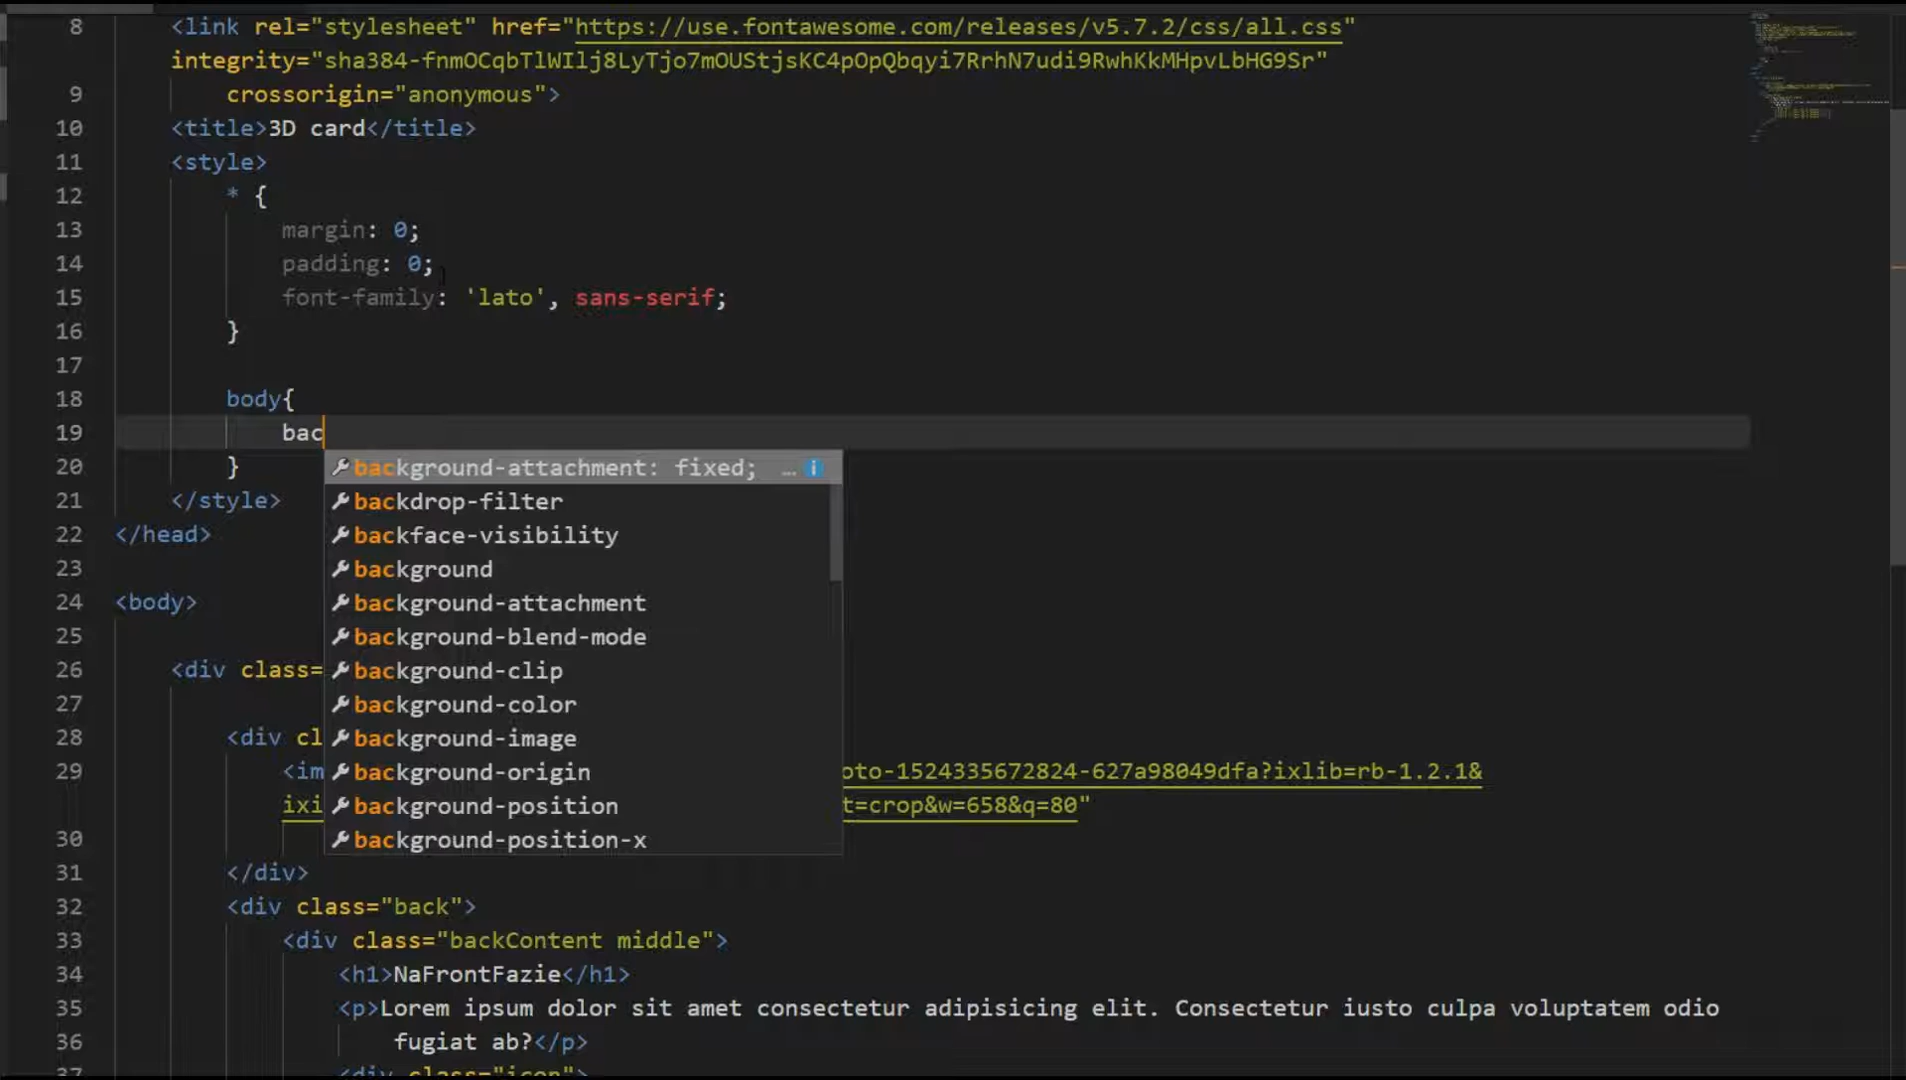 8 <link rel="stylesheet" href="https://use.fontawesome.com/releases/v5.7.2/css/all.css"
integrity="sha384-fnmOCqbTlWIlj8LyTjo7mOUStjsKC4pOpQbqyi7RrhN7udi9RwhKkMHpvLbHG9Sr"
9 crossorigin="anonymous">
10 <title>3D card</title>
11 <style>
12 * {
13 margin: 0;
14 padding: 0;
15 font-family: 'lato', sans-serif;
16 }
17
18 body{
19 bac
20 } background-attachment: fixed; …
21 </style> backdrop-filter
22 </head> backface-visibility
23 background
24 <body> background-attachment
25 background-blend-mode
26 <div class= background-clip
27 background-color
28 <div cl background-image
29 <im background-origin oto-1524335672824-627a98049dfa?ixlib=rb-1.2.1&
ixi background-position t=crop&w=658&q=80"
30 background-position-x
31 </div>
32 <div class="back">
33 <div class="backContent middle">
34 <h1>NaFrontFazie</h1>
35 <p>Lorem ipsum dolor sit amet consectetur adipisicing elit. Consectetur iusto culpa voluptatem odio
36 fugiat ab?</p>
37 <div class="icon">